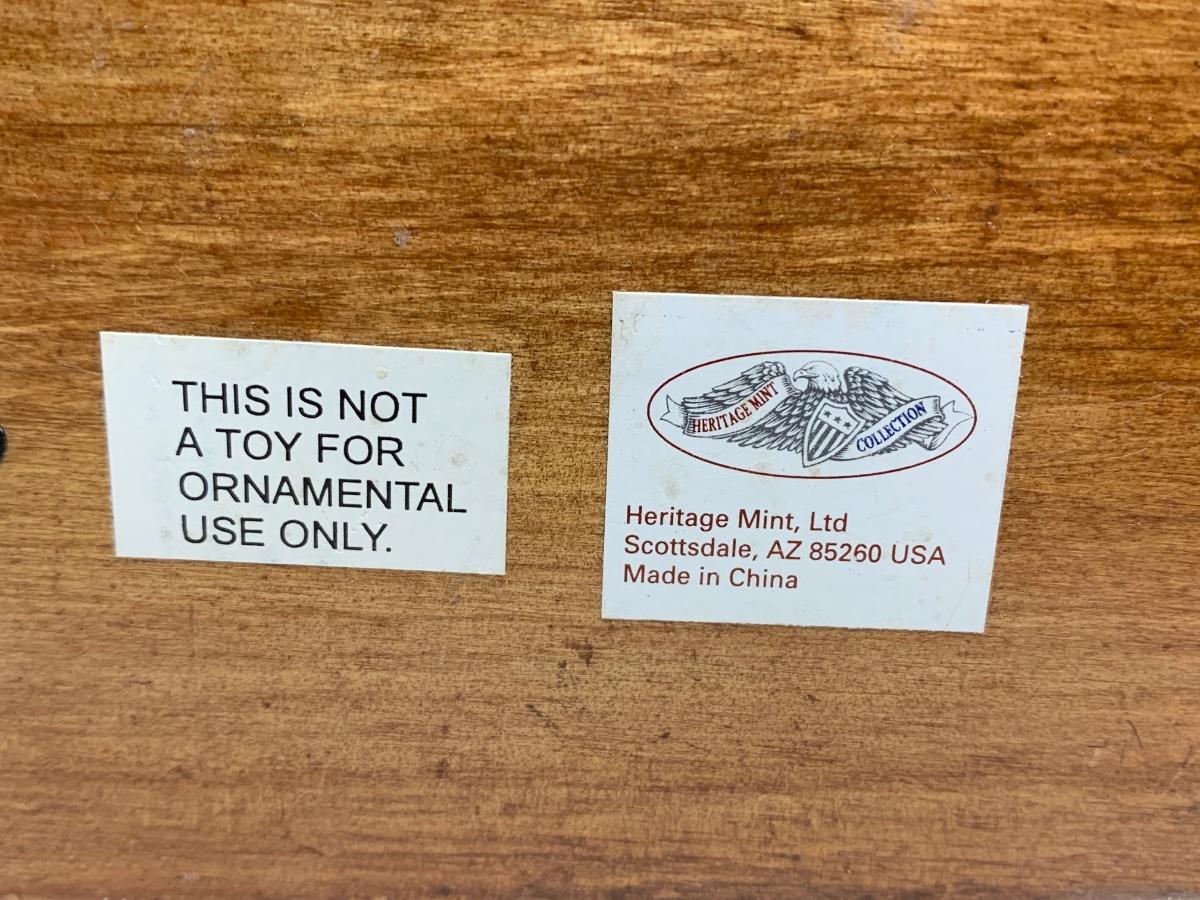 THIS IS NOT
A TOY FOR
ORNAMENTAL
USE ONLY.
HERITAGE MINT
COLLECTION
Heritage Mint, Ltd
Scottsdale, AZ 85260 USA
Made in China